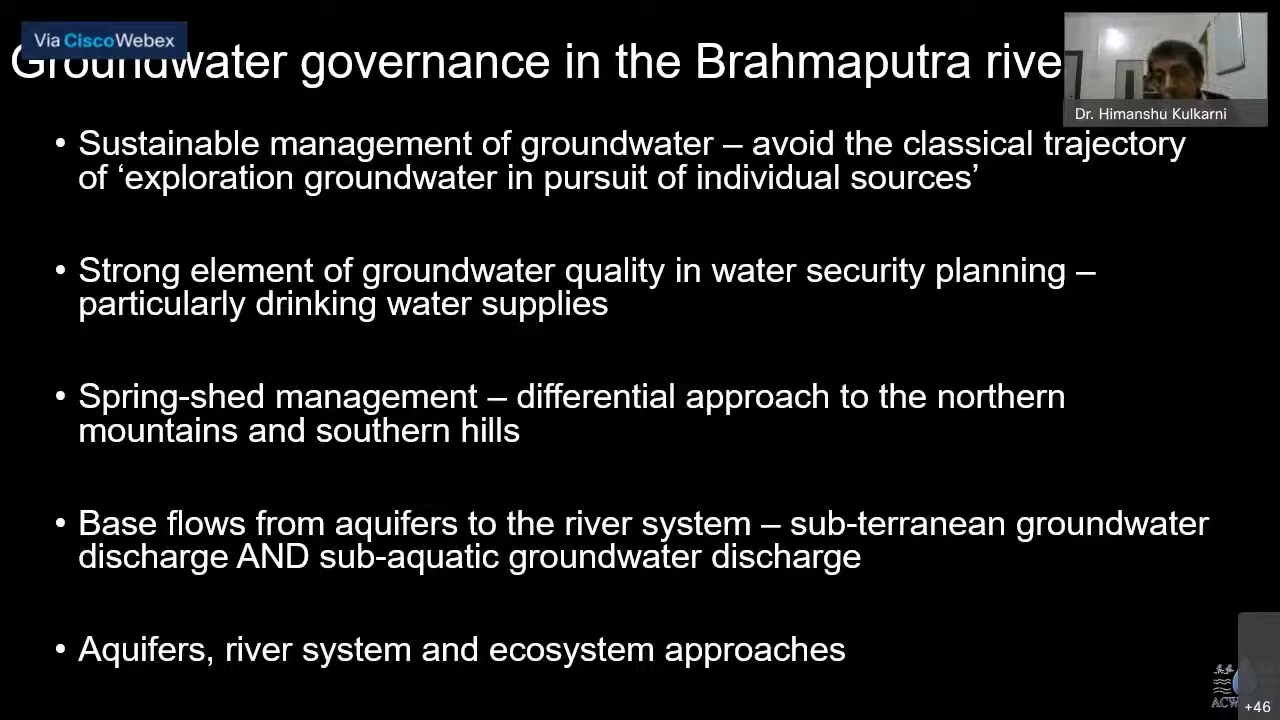 Via Cisco Webex
Groundwater governance in the Brahmaputra rive
Dr. Himanshu Kulkarni
• Sustainable management of groundwater – avoid the classical trajectory
of ‘exploration groundwater in pursuit of individual sources’
• Strong element of groundwater quality in water security planning –
particularly drinking water supplies
• Spring-shed management – differential approach to the northern
mountains and southern hills
• Base flows from aquifers to the river system – sub-terranean groundwater
discharge AND sub-aquatic groundwater discharge
• Aquifers, river system and ecosystem approaches
+46